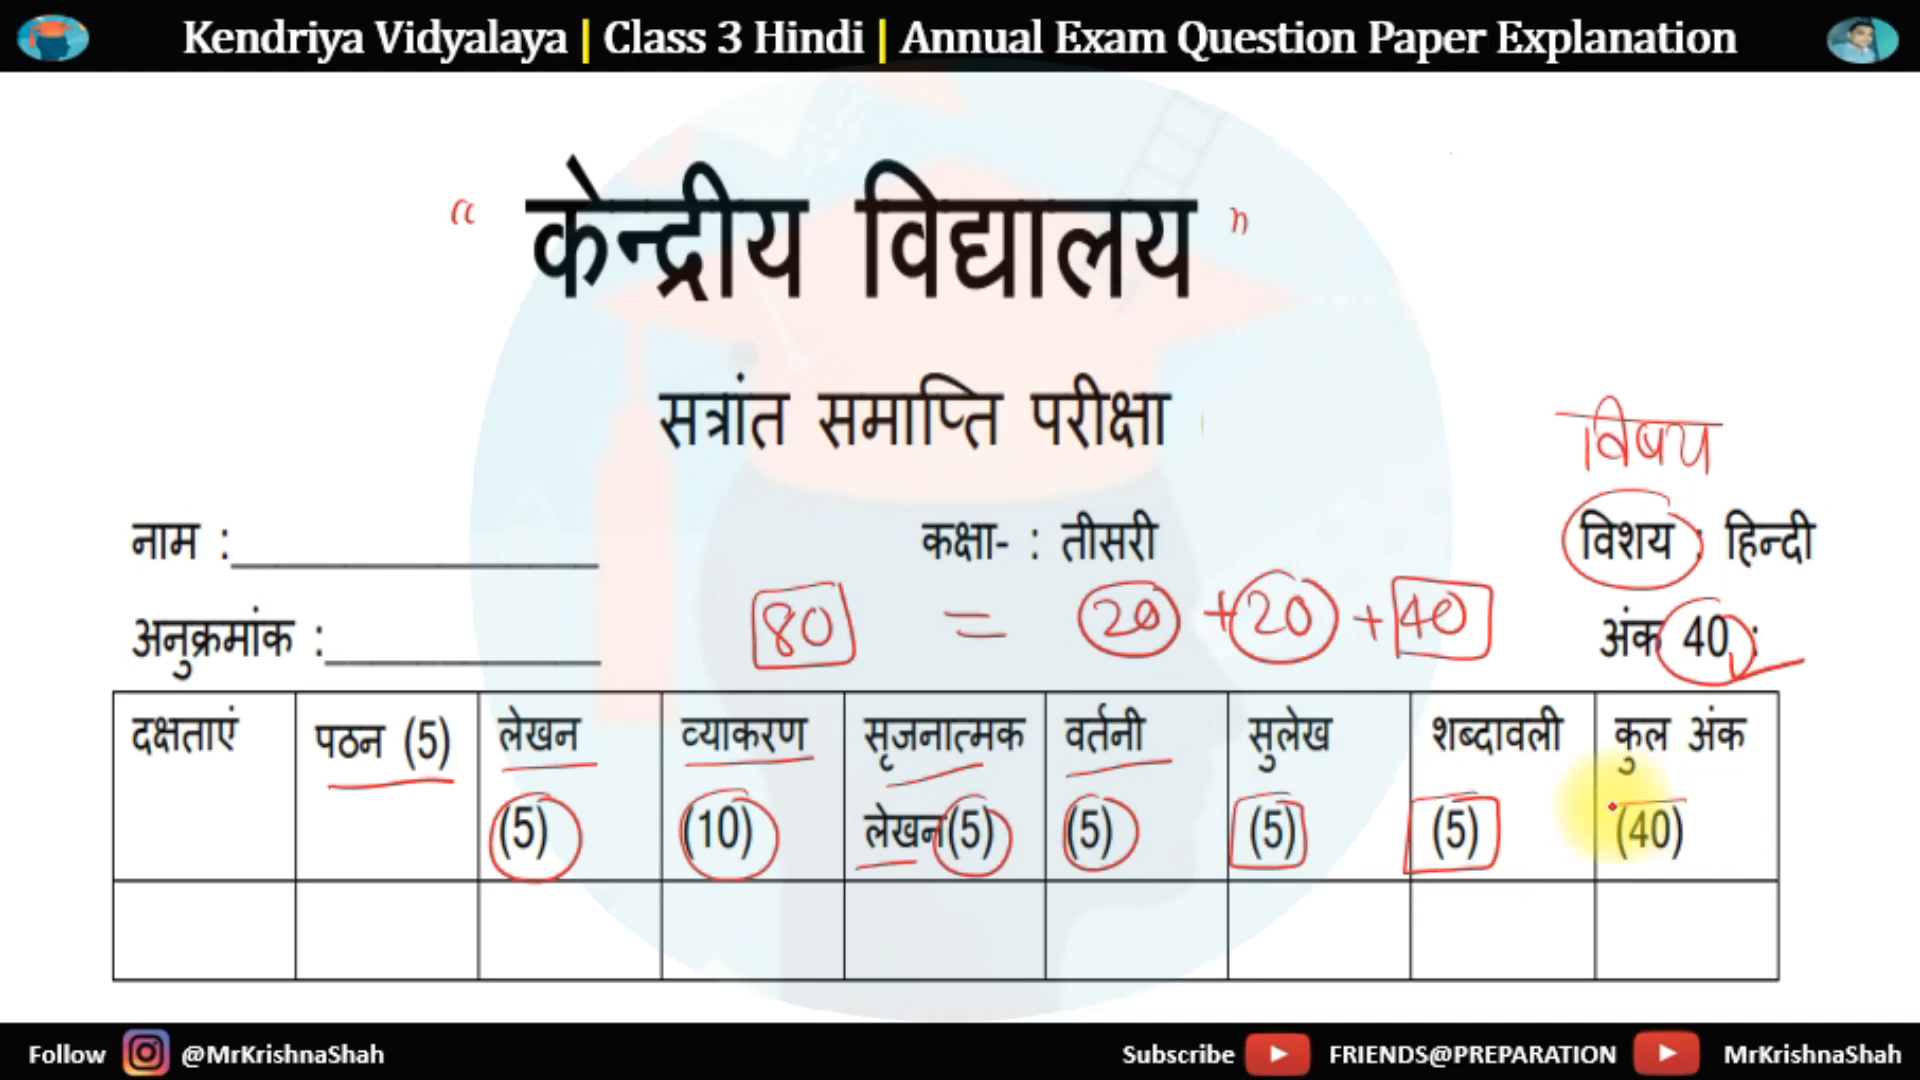 Kendriya Vidyalaya | Class 3 Hindi | Annual Exam Question Paper Explanation
“ केन्द्रीय विद्यालय ”
सत्रांत समाप्ति परीक्षा
विषय
नाम :____________________ कक्षा- : तीसरी विशय : हिन्दी
80 = 20 + 20 + 40
अनुक्रमांक :_______________ अंक 40 :
दक्षताएं पठन (5) लेखन व्याकरण सृजनात्मक वर्तनी सुलेख शब्दावली कुल अंक
(5) (10) लेखन(5) (5) (5) (5) (40)
Follow @MrKrishnaShah Subscribe FRIENDS@PREPARATION MrKrishnaShah